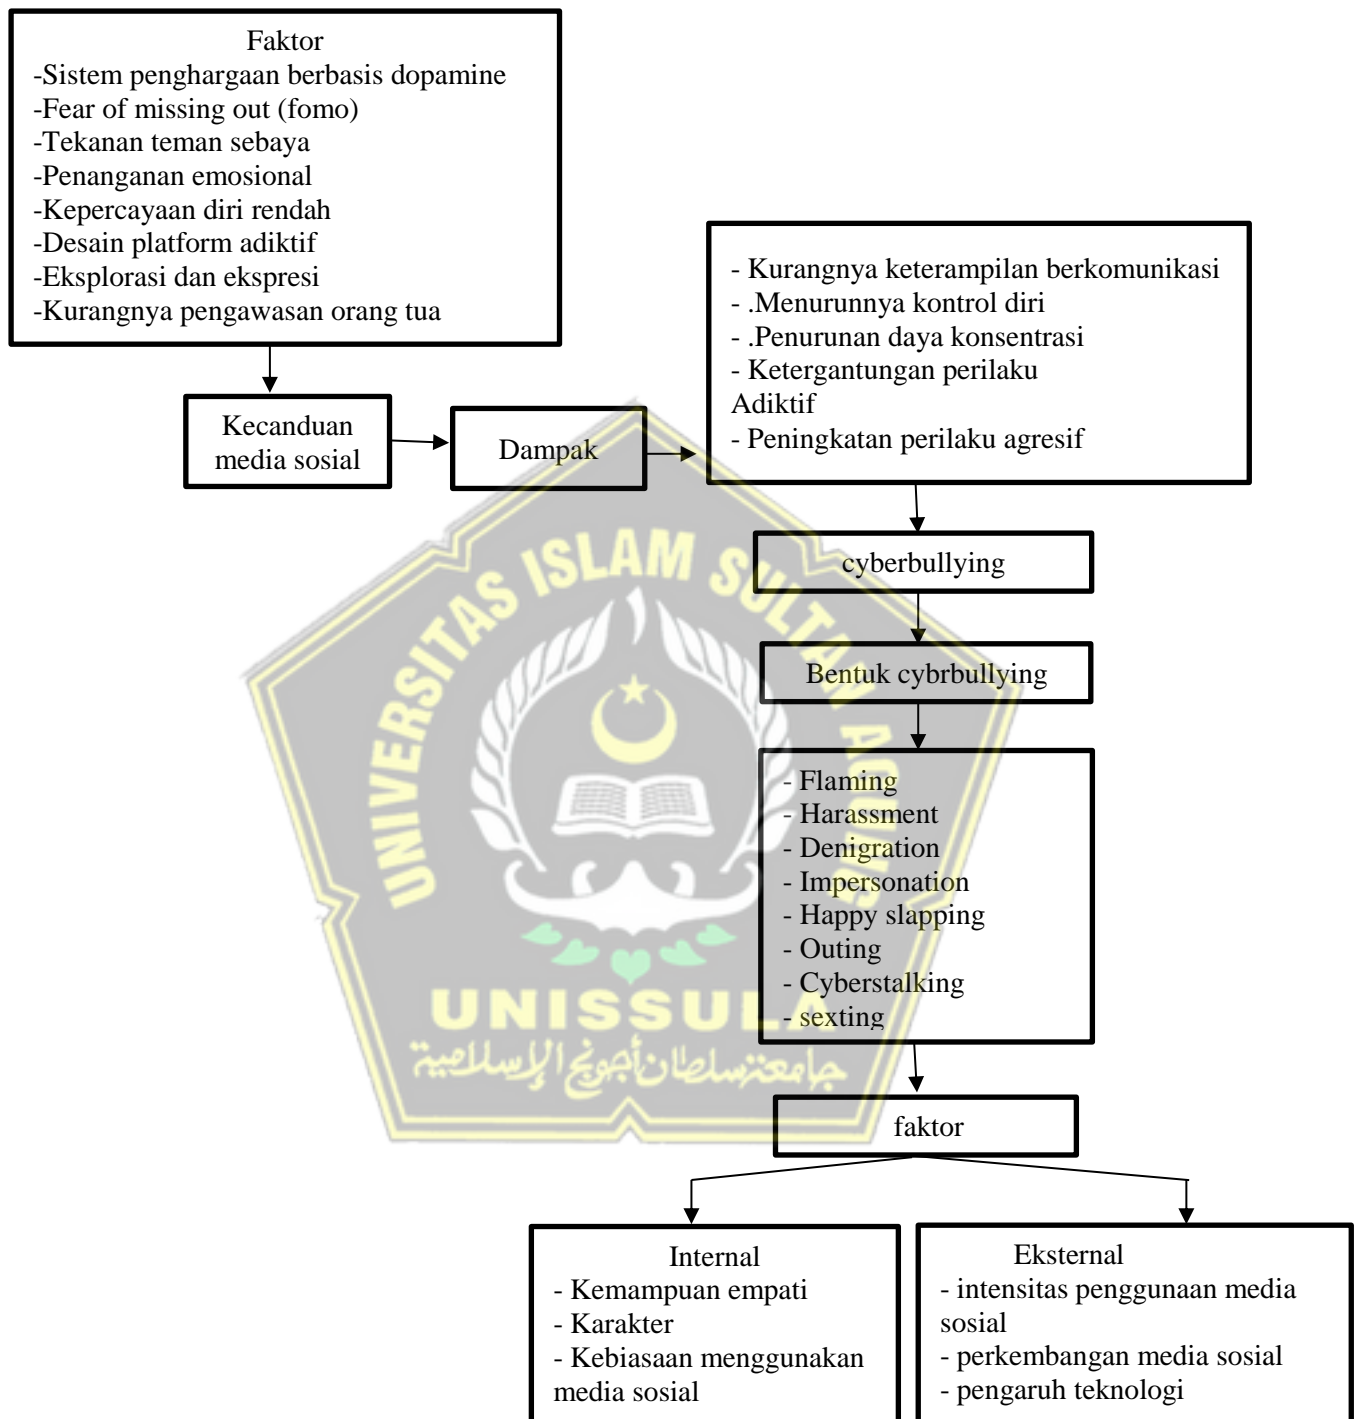 Faktor
-Sistem penghargaan berbasis dopamine
-Fear of missing out (fomo)
-Tekanan teman sebaya
-Penanganan emosional
-Kepercayaan diri rendah
-Desain platform adiktif
-Eksplorasi dan ekspresi
-Kurangnya pengawasan orang tua
Kecanduan
media sosial
Dampak
- Kurangnya keterampilan berkomunikasi
- .Menurunnya kontrol diri
- .Penurunan daya konsentrasi
- Ketergantungan perilaku
Adiktif
- Peningkatan perilaku agresif
cyberbullying
Bentuk cybrbullying
- Flaming
- Harassment
- Denigration
- Impersonation
- Happy slapping
- Outing
- Cyberstalking
- sexting
faktor
Internal
- Kemampuan empati
- Karakter
- Kebiasaan menggunakan
media sosial
Eksternal
- intensitas penggunaan media
sosial
- perkembangan media sosial
- pengaruh teknologi
UNIVERSITAS ISLAM SULTAN AGUNG
UNISSULA
جامعة سلطان أجونج الإسلامية